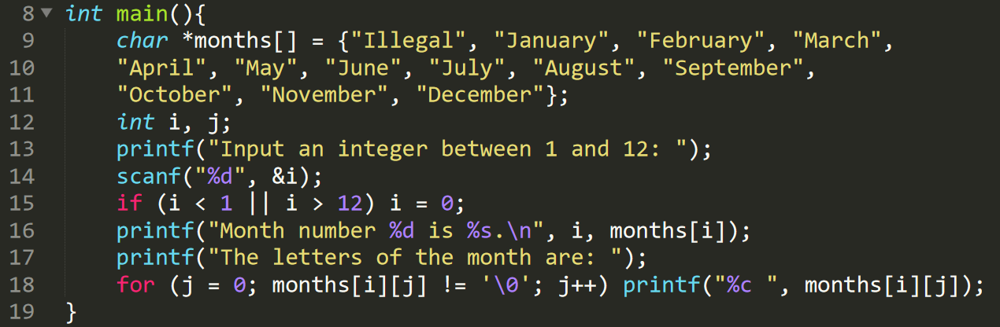 8 int main(){
9     char *months[] = {"Illegal", "January", "February", "March",
10     "April", "May", "June", "July", "August", "September",
11     "October", "November", "December"};
12     int i, j;
13     printf("Input an integer between 1 and 12: ");
14     scanf("%d", &i);
15     if (i < 1 || i > 12) i = 0;
16     printf("Month number %d is %s.\n", i, months[i]);
17     printf("The letters of the month are: ");
18     for (j = 0; months[i][j] != '\0'; j++) printf("%c ", months[i][j]);
19 }